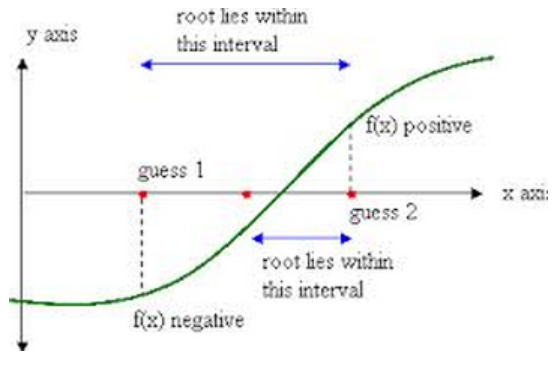 root lies within
this interval
y axis
f(x) positive
guess 1
x axis
guess 2
root lies within
this interval
f(x) negative